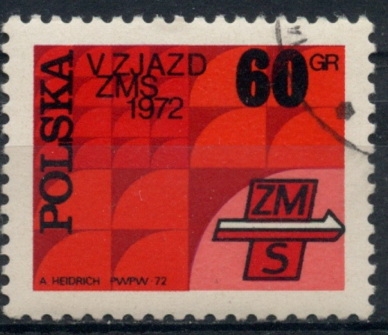 POLSKA
V ZJAZD
ZMS
1972
60 GR
ZM
S
A. HEIDRICH PWPW 72